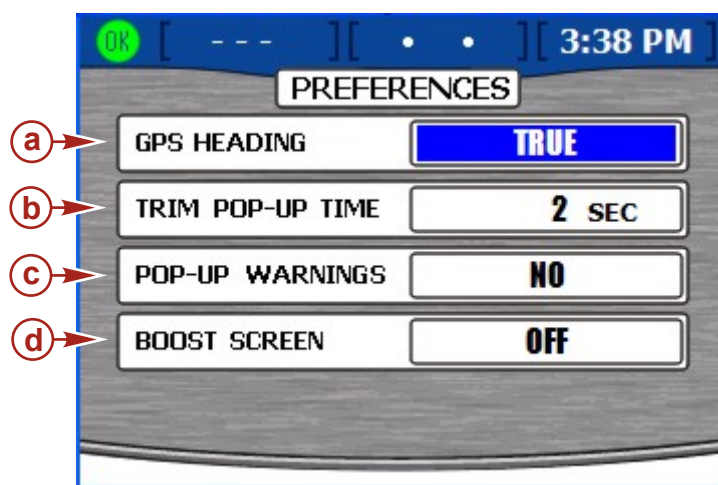 OK [ - - - ][ • • ][ 3:38 PM ]
PREFERENCES
a GPS HEADING TRUE
b TRIM POP-UP TIME 2 SEC
c POP-UP WARNINGS NO
d BOOST SCREEN OFF